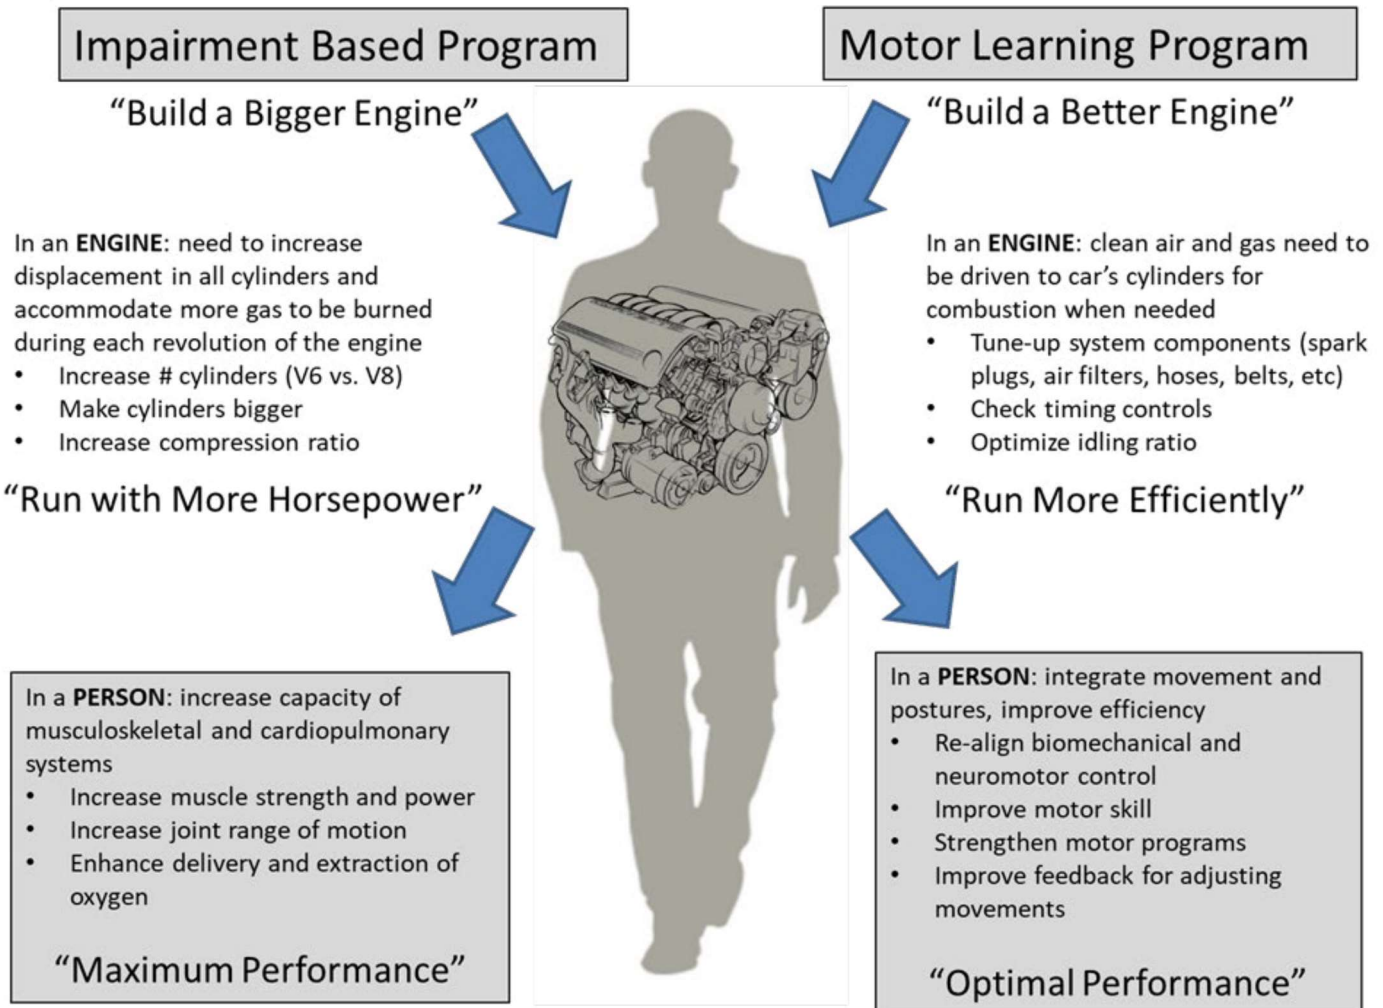 Impairment Based Program
“Build a Bigger Engine”
In an ENGINE: need to increase
displacement in all cylinders and
accommodate more gas to be burned
during each revolution of the engine
• Increase # cylinders (V6 vs. V8)
• Make cylinders bigger
• Increase compression ratio
“Run with More Horsepower”
In a PERSON: increase capacity of
musculoskeletal and cardiopulmonary
systems
• Increase muscle strength and power
• Increase joint range of motion
• Enhance delivery and extraction of
oxygen
“Maximum Performance”
Motor Learning Program
“Build a Better Engine”
In an ENGINE: clean air and gas need to
be driven to car’s cylinders for
combustion when needed
• Tune-up system components (spark
plugs, air filters, hoses, belts, etc)
• Check timing controls
• Optimize idling ratio
“Run More Efficiently”
In a PERSON: integrate movement and
postures, improve efficiency
• Re-align biomechanical and
neuromotor control
• Improve motor skill
• Strengthen motor programs
• Improve feedback for adjusting
movements
“Optimal Performance”